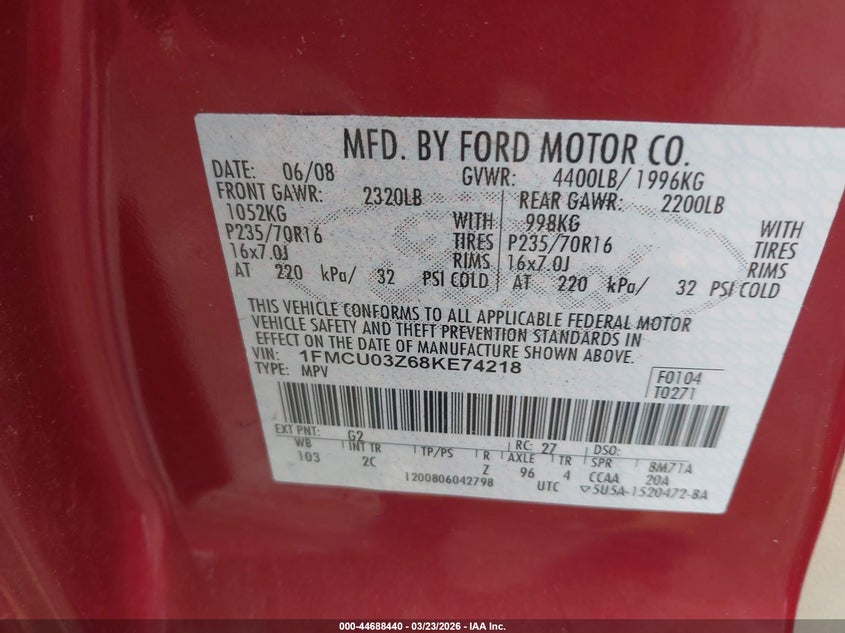 MFD. BY FORD MOTOR CO.
DATE: 06/08 GVWR: 4400LB/ 1996KG
FRONT GAWR: 2320LB REAR GAWR: 2200LB
1052KG WITH 998KG WITH
P235/70R16 TIRES P235/70R16 TIRES
16x7.0J RIMS 16x7.0J RIMS
AT 220 kPa/ 32 PSI COLD AT 220 kPa/ 32 PSI COLD
THIS VEHICLE CONFORMS TO ALL APPLICABLE FEDERAL MOTOR
VEHICLE SAFETY AND THEFT PREVENTION STANDARDS IN
EFFECT ON THE DATE OF MANUFACTURE SHOWN ABOVE.
VIN: 1FMCU03Z68KE74218
TYPE: MPV
F0104
T0271
EXT PNT: G2 RC: 27 DSO:
WB INT TR TP/PS R AXLE TR SPR 8M71A
103 2C Z 96 4 CCAA 20A
I200806042798 UTC ▽5U5A-1520472-BA
000-44688440 - 03/23/2026 - IAA Inc.